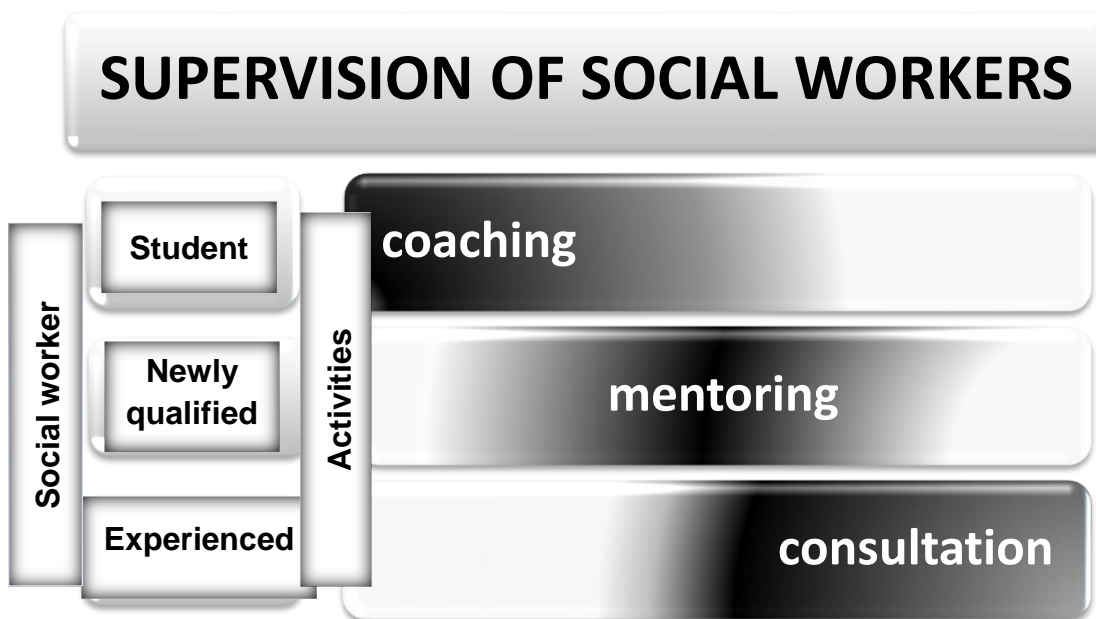 SUPERVISION OF SOCIAL WORKERS
Social worker
Student
Activities
coaching
Newly
qualified
mentoring
Experienced
consultation